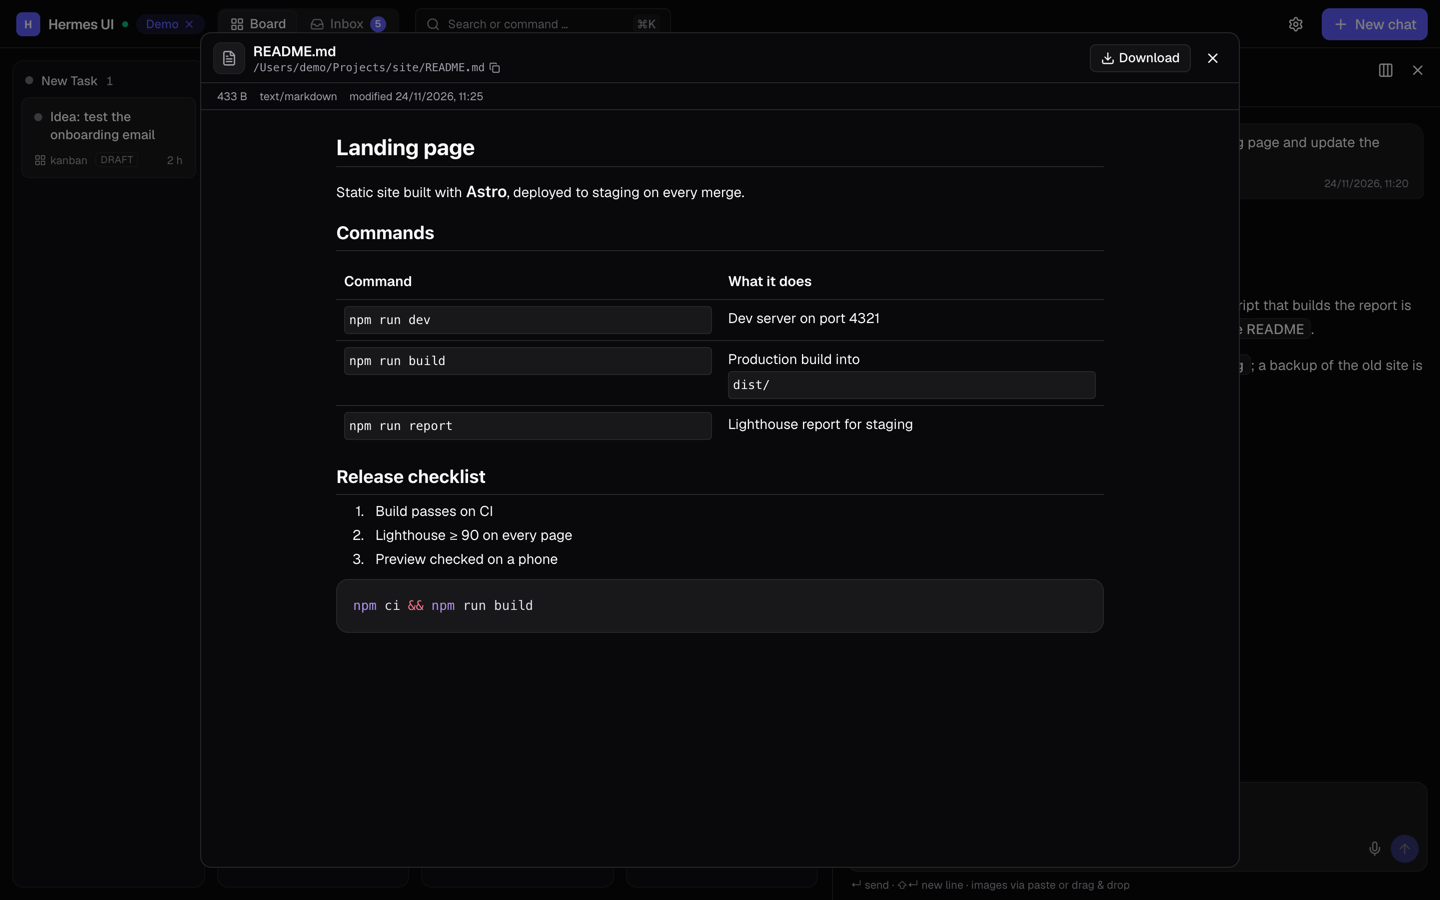 H Hermes UI Demo Board Inbox 5 Search or command ... ⌘K New chat
New Task 1
Idea: test the
onboarding email
kanban DRAFT 2 h
README.md
/Users/demo/Projects/site/README.md
Download
433 B text/markdown modified 24/11/2026, 11:25
Landing page
Static site built with Astro, deployed to staging on every merge.
Commands
Command What it does
npm run dev Dev server on port 4321
npm run build Production build into
dist/
npm run report Lighthouse report for staging
Release checklist
1. Build passes on CI
2. Lighthouse ≥ 90 on every page
3. Preview checked on a phone
npm ci && npm run build
page and update the
24/11/2026, 11:20
that builds the report is
README .
; a backup of the old site is
↵ send · ⇧↵ new line · images via paste or drag & drop